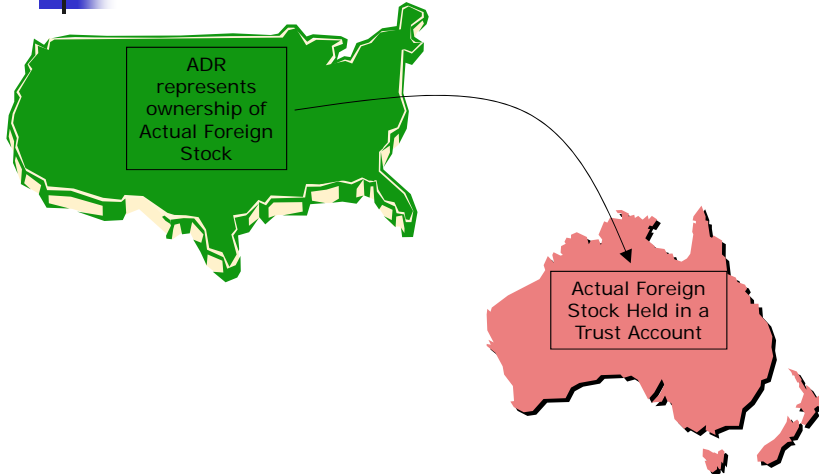 ADR
represents
ownership of
Actual Foreign
Stock
Actual Foreign
Stock Held in a
Trust Account